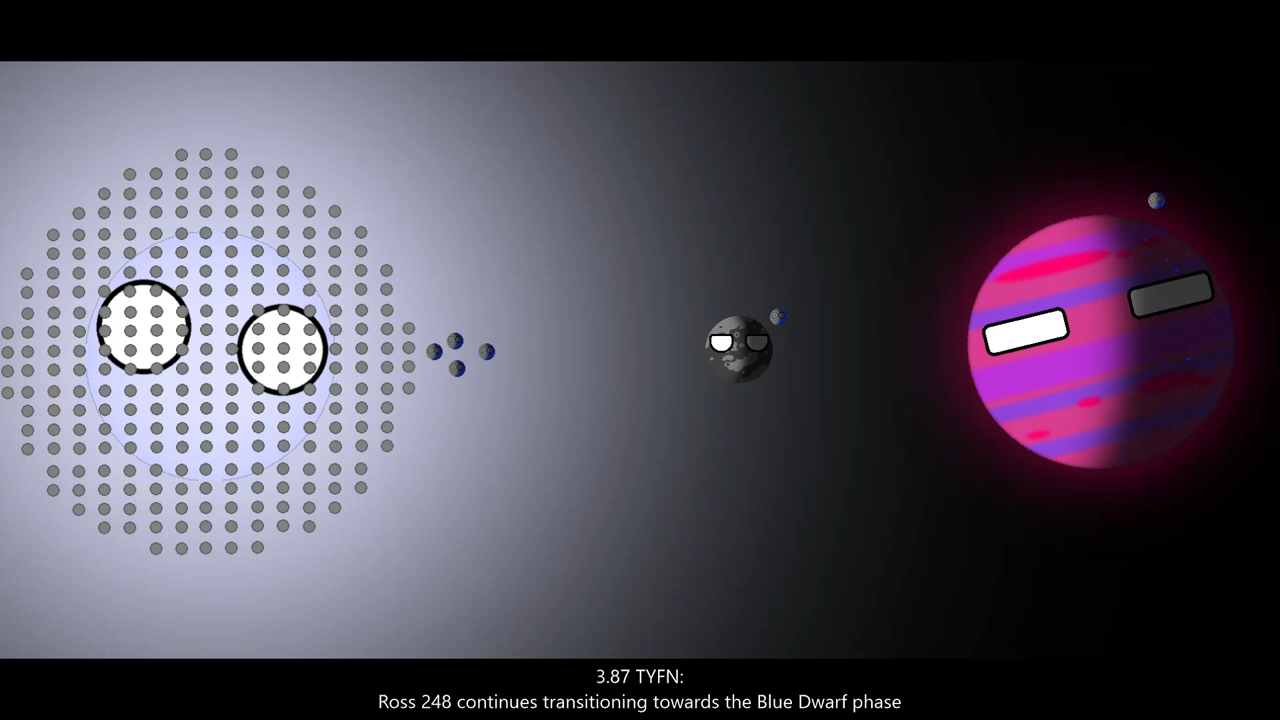 3.87 TYFN:
Ross 248 continues transitioning towards the Blue Dwarf phase